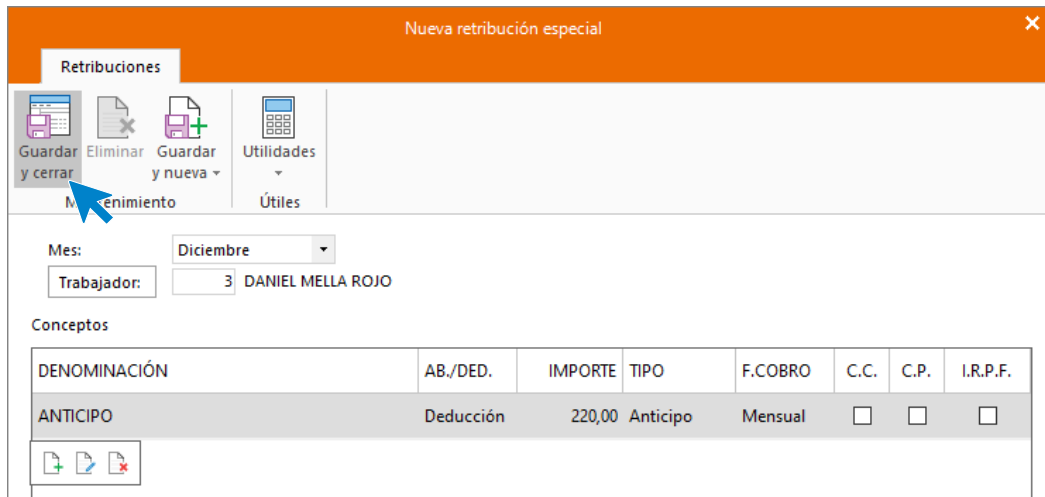 Nueva retribución especial
Retribuciones
Guardar y cerrar
Eliminar
Guardar y nueva
Utilidades
Útiles
Mes: Diciembre
Trabajador: 3 DANIEL MELLA ROJO
Conceptos
DENOMINACIÓN AB./DED. IMPORTE TIPO F.COBRO C.C. C.P. I.R.P.F.
ANTICIPO Deducción 220,00 Anticipo Mensual